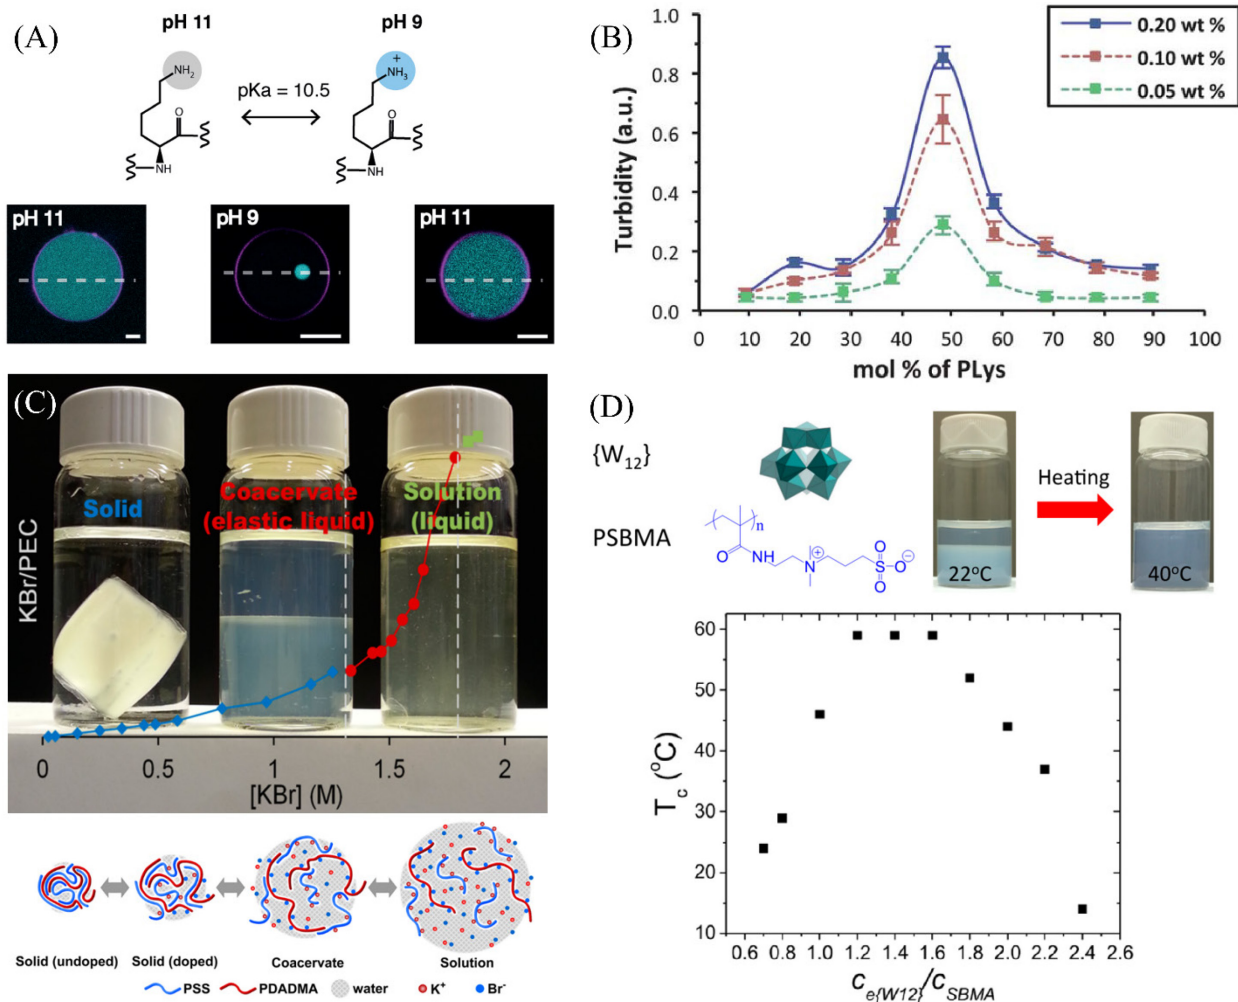 (A)
pH 11
pH 9
NH2
+
NH3
pKa = 10.5
O
O
NH
NH
pH 11
pH 9
pH 11
(B)
0.20 wt %
0.10 wt %
0.05 wt %
Turbidity (a.u.)
1.0
0.8
0.6
0.4
0.2
0.0
0 10 20 30 40 50 60 70 80 90 100
mol % of PLys
(C)
KBr/PEC
Solid
Coacervate
(elastic liquid)
Solution
(liquid)
0 0.5 1 1.5 2
[KBr] (M)
Solid (undoped) Solid (doped) Coacervate Solution
PSS PDADMA water K+ Br-
(D)
{W12}
PSBMA
n
O
NH
N
+
O
S
O
O
−
22°C
Heating
40°C
Tc (°C)
60
50
40
30
20
10
0.6 0.8 1.0 1.2 1.4 1.6 1.8 2.0 2.2 2.4 2.6
ce{W12}/cSBMA